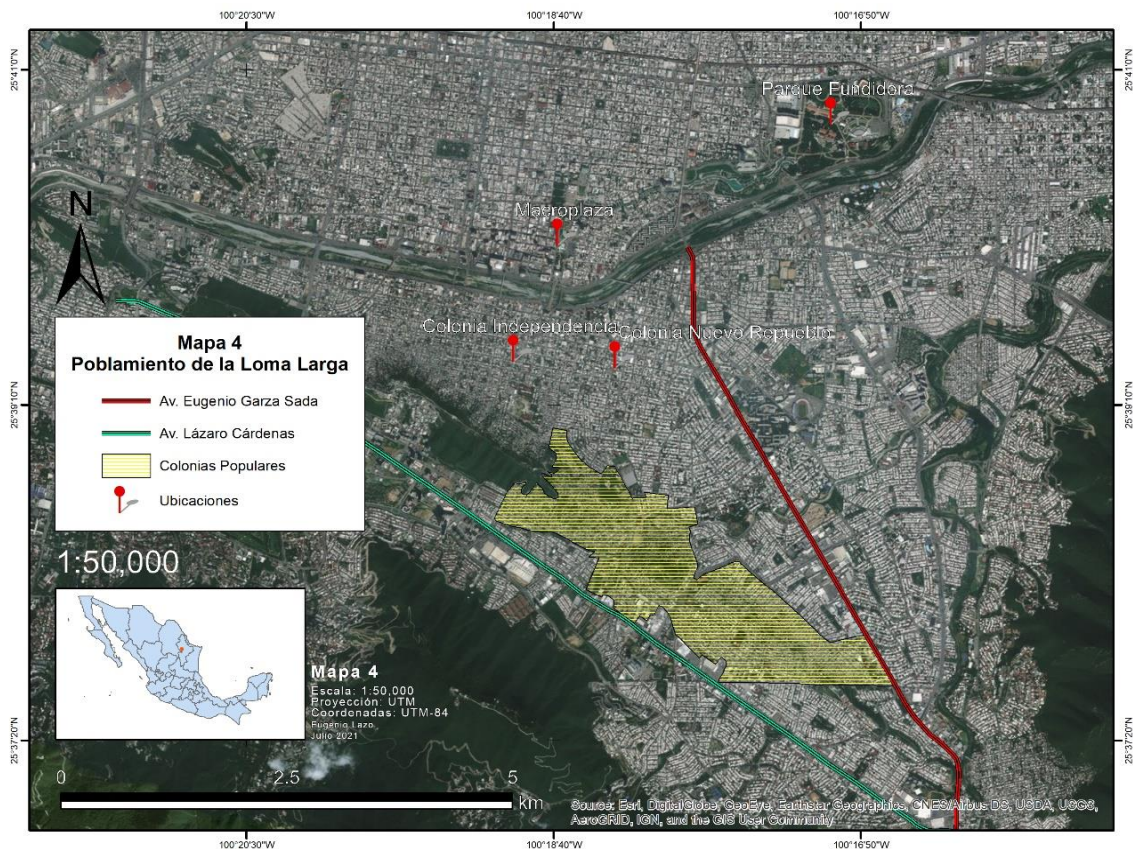 100°20'30"W
100°18'40"W
100°16'50"W
25°41'0"N
25°41'0"N
Parque Fundidora
N
Macroplaza
Colonia Independencia
Colonia Nuevo Repueblo
Mapa 4
Poblamiento de la Loma Larga
Av. Eugenio Garza Sada
Av. Lázaro Cárdenas
Colonias Populares
Ubicaciones
25°39'10"N
25°39'10"N
1:50,000
Mapa 4
Escala: 1:50,000
Proyección: UTM
Coordenadas: UTM-84
Eugenio Lazo
Julio 2021
25°37'20"N
25°37'20"N
0
2.5
5
km
Source: Esri, DigitalGlobe, GeoEye, Earthstar Geographics, CNES/Airbus DS, USDA, USGS,
AeroGRID, IGN, and the GIS User Community
100°20'30"W
100°18'40"W
100°16'50"W